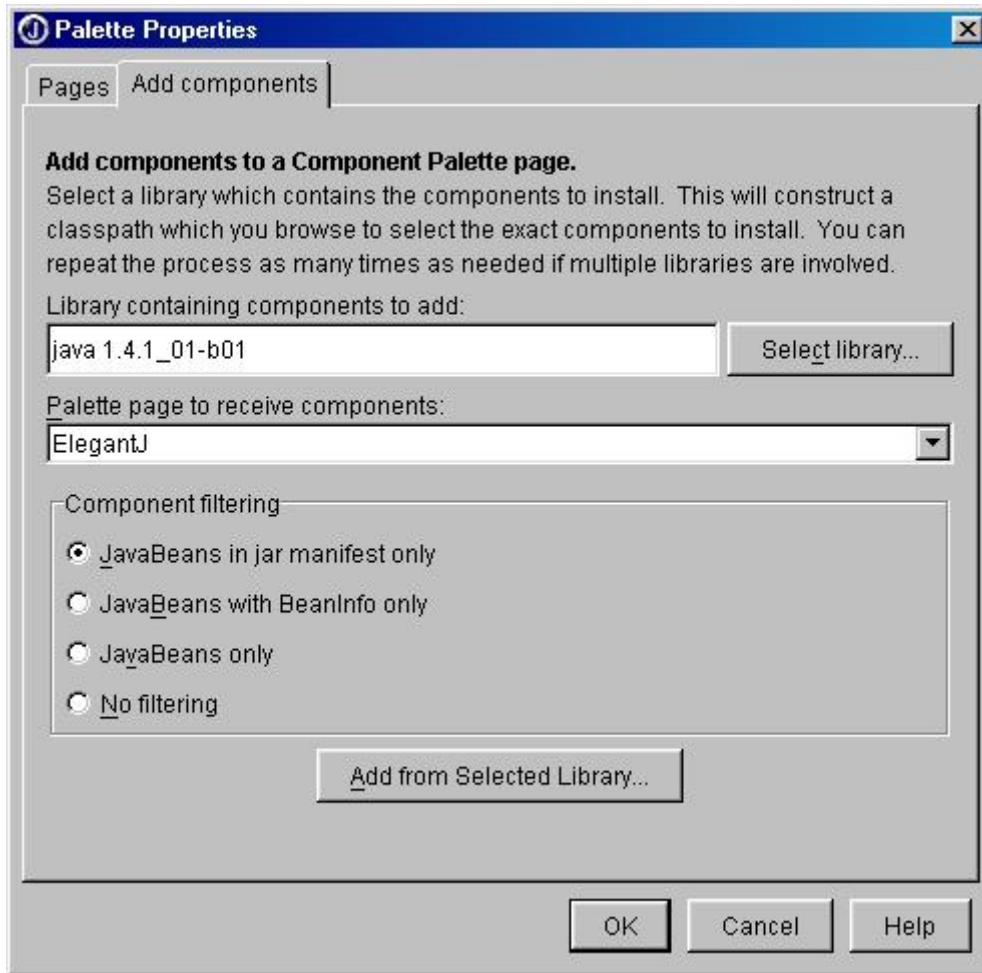 Palette Properties
Pages
Add components
Add components to a Component Palette page.
Select a library which contains the components to install. This will construct a
classpath which you browse to select the exact components to install. You can
repeat the process as many times as needed if multiple libraries are involved.
Library containing components to add:
java 1.4.1_01-b01
Select library...
Palette page to receive components:
ElegantJ
Component filtering
JavaBeans in jar manifest only
JavaBeans with BeanInfo only
JavaBeans only
No filtering
Add from Selected Library...
OK
Cancel
Help